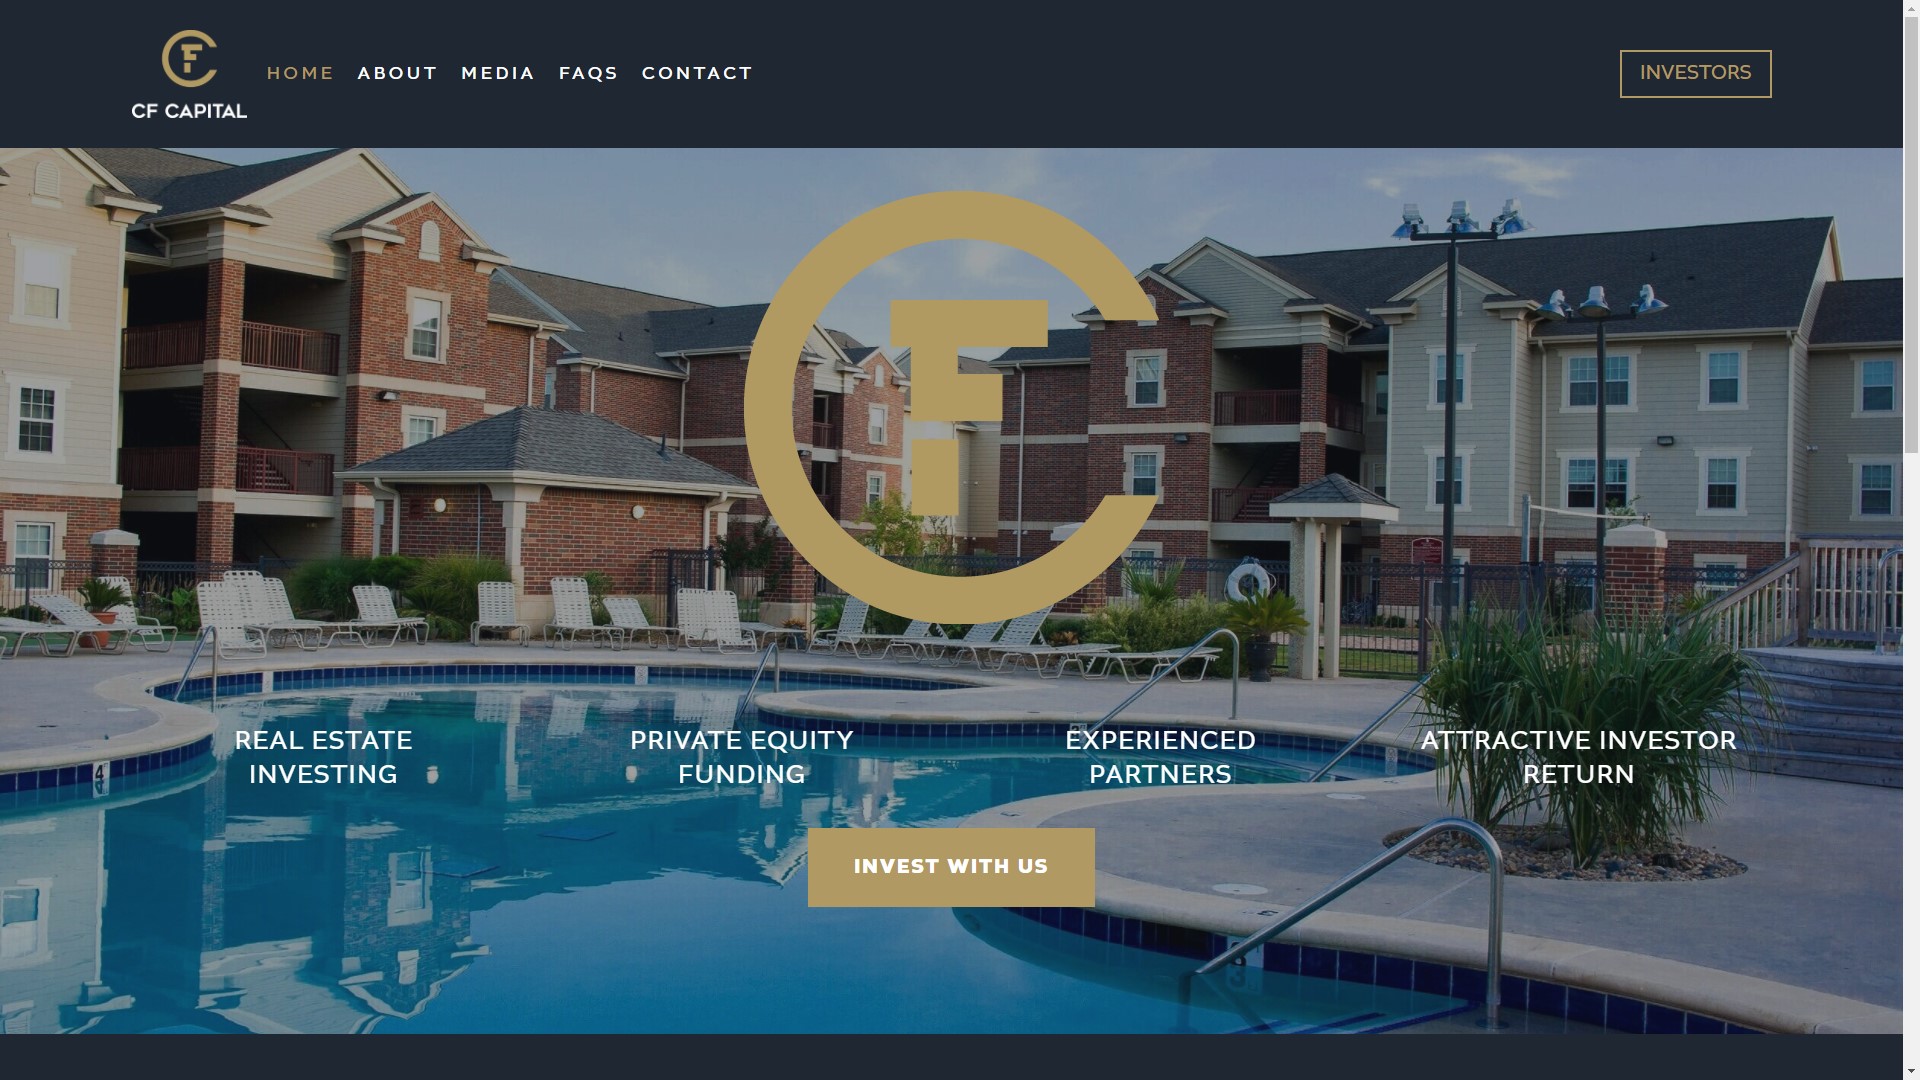 CF CAPITAL
HOME ABOUT MEDIA FAQS CONTACT
INVESTORS
REAL ESTATE
INVESTING
PRIVATE EQUITY
FUNDING
EXPERIENCED
PARTNERS
ATTRACTIVE INVESTOR
RETURN
INVEST WITH US